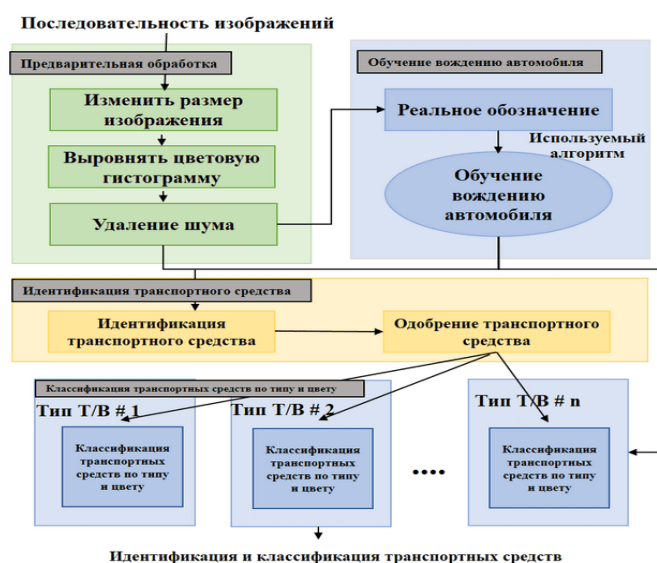 Последовательность изображений
Предварительная обработка
Изменить размер
изображения
Выровнять цветовую
гистограмму
Удаление шума
Обучение вождению автомобиля
Реальное обозначение
Используемый
алгоритм
Обучение
вождению
автомобиля
Идентификация транспортного средства
Идентификация
транспортного средства
Одобрение транспортного
средства
Классификация транспортных средств по типу и цвету
Тип Т/В # 1
Классификация
транспортных
средств по типу
и цвету
Тип Т/В # 2
Классификация
транспортных
средств по типу
и цвету
....
Тип Т/В # n
Классификация
транспортных
средств по типу
и цвету
Идентификация и классификация транспортных средств